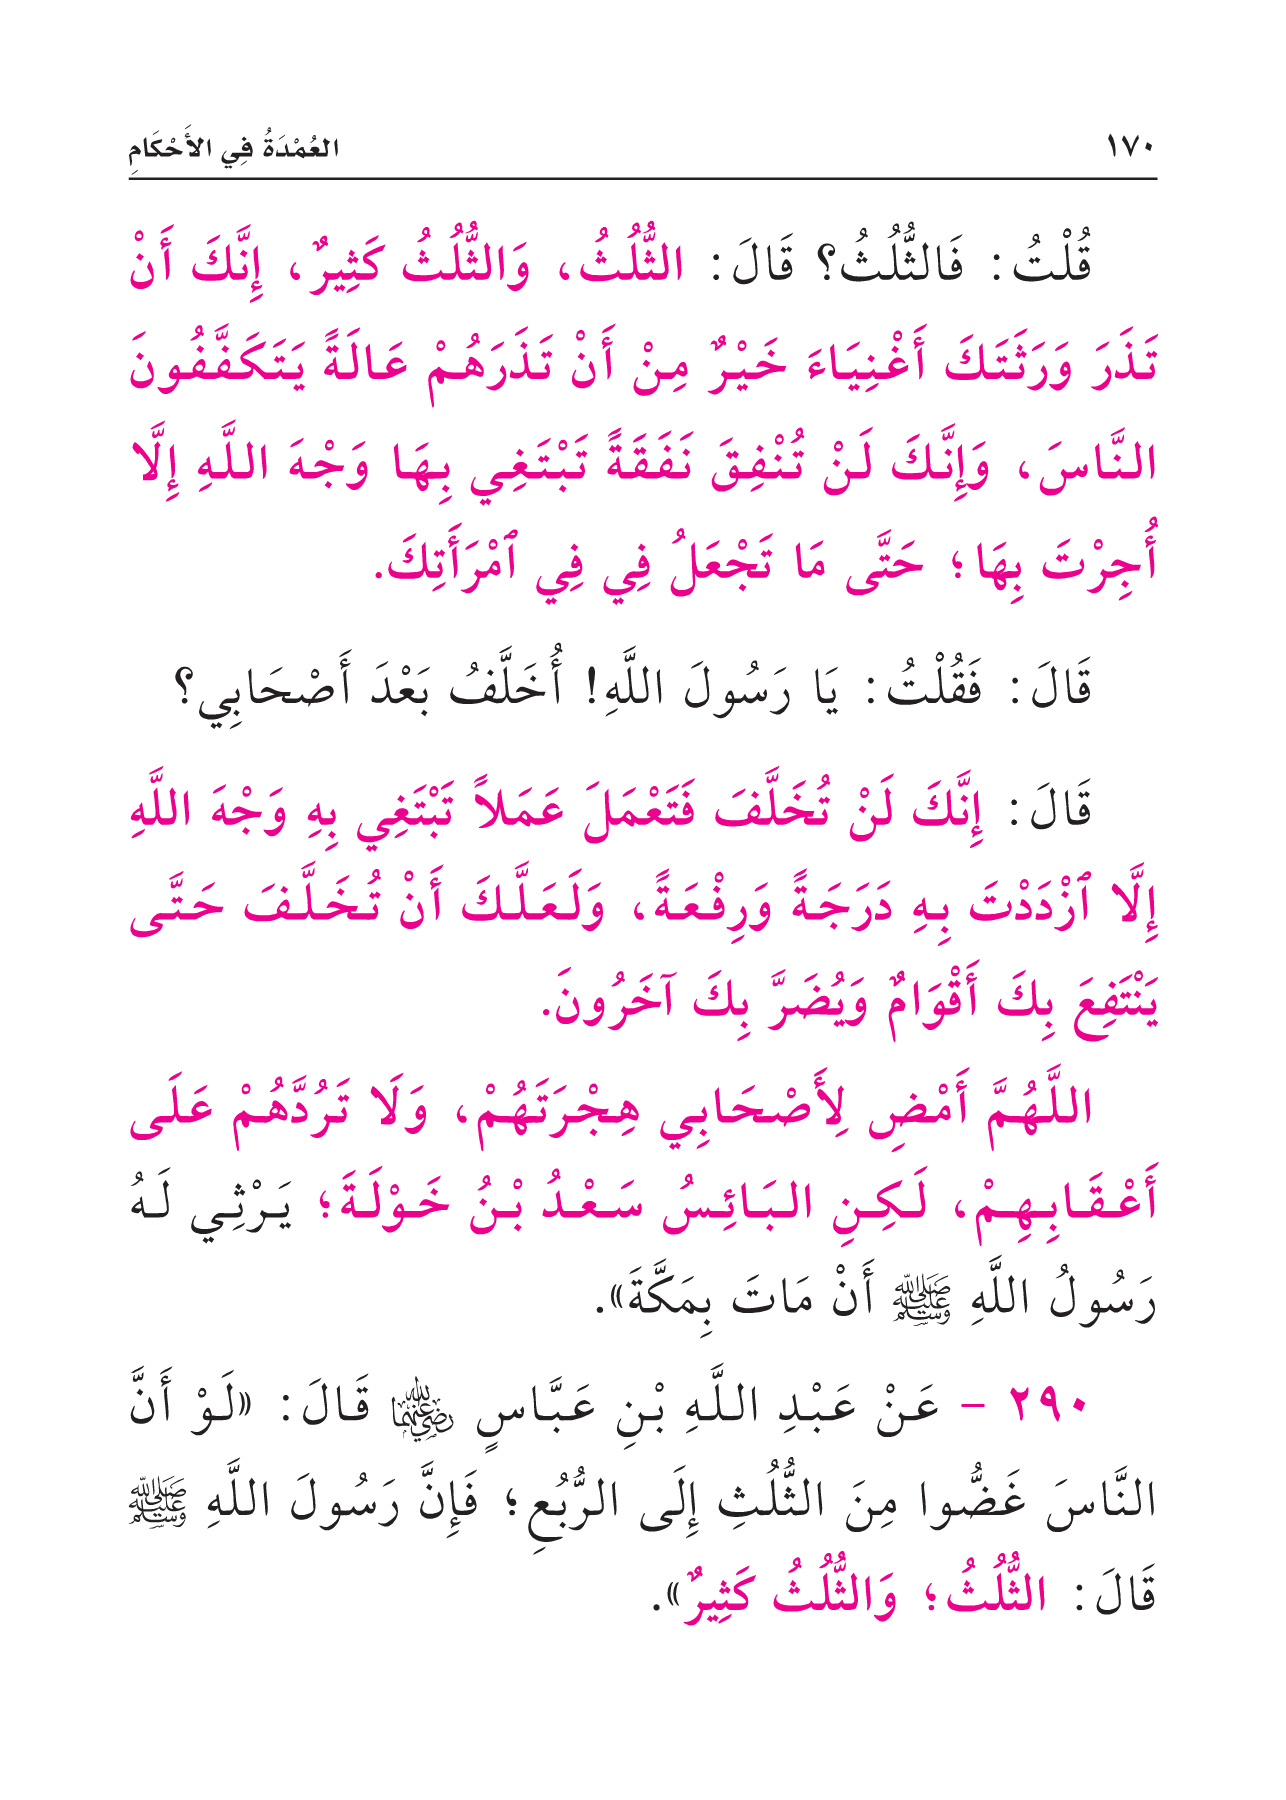 ١٧٠
العُمْدَةُ فِي الأَحْكَامِ
قُلْتُ: فَالثُّلُثُ؟ قَالَ: الثُّلُثُ، وَالثُّلُثُ كَثِيرٌ، إِنَّكَ أَنْ
تَذَرَ وَرَثَتَكَ أَغْنِيَاءَ خَيْرٌ مِنْ أَنْ تَذَرَهُمْ عَالَةً يَتَكَفَّفُونَ
النَّاسَ، وَإِنَّكَ لَنْ تُنْفِقَ نَفَقَةً تَبْتَغِي بِهَا وَجْهَ اللَّهِ إِلَّا
أُجِرْتَ بِهَا؛ حَتَّى مَا تَجْعَلُ فِي فِي ٱمْرَأَتِكَ.
قَالَ: فَقُلْتُ: يَا رَسُولَ اللَّهِ! أُخَلَّفُ بَعْدَ أَصْحَابِي؟
قَالَ: إِنَّكَ لَنْ تُخَلَّفَ فَتَعْمَلَ عَمَلاً تَبْتَغِي بِهِ وَجْهَ اللَّهِ
إِلَّا ٱزْدَدْتَ بِهِ دَرَجَةً وَرِفْعَةً، وَلَعَلَّكَ أَنْ تُخَلَّفَ حَتَّى
يَنْتَفِعَ بِكَ أَقْوَامٌ وَيُضَرَّ بِكَ آخَرُونَ.
اللَّهُمَّ أَمْضِ لِأَصْحَابِي هِجْرَتَهُمْ، وَلَا تَرُدَّهُمْ عَلَى
أَعْقَابِهِمْ، لَكِنِ البَائِسُ سَعْدُ بْنُ خَوْلَةَ؛ يَرْثِي لَهُ
رَسُولُ اللَّهِ ﷺ أَنْ مَاتَ بِمَكَّةَ».
٢٩٠ - عَنْ عَبْدِ اللَّهِ بْنِ عَبَّاسٍ رضي الله عنهما قَالَ: «لَوْ أَنَّ
النَّاسَ غَضُّوا مِنَ الثُّلُثِ إِلَى الرُّبُعِ؛ فَإِنَّ رَسُولَ اللَّهِ ﷺ
قَالَ: الثُّلُثُ؛ وَالثُّلُثُ كَثِيرٌ».